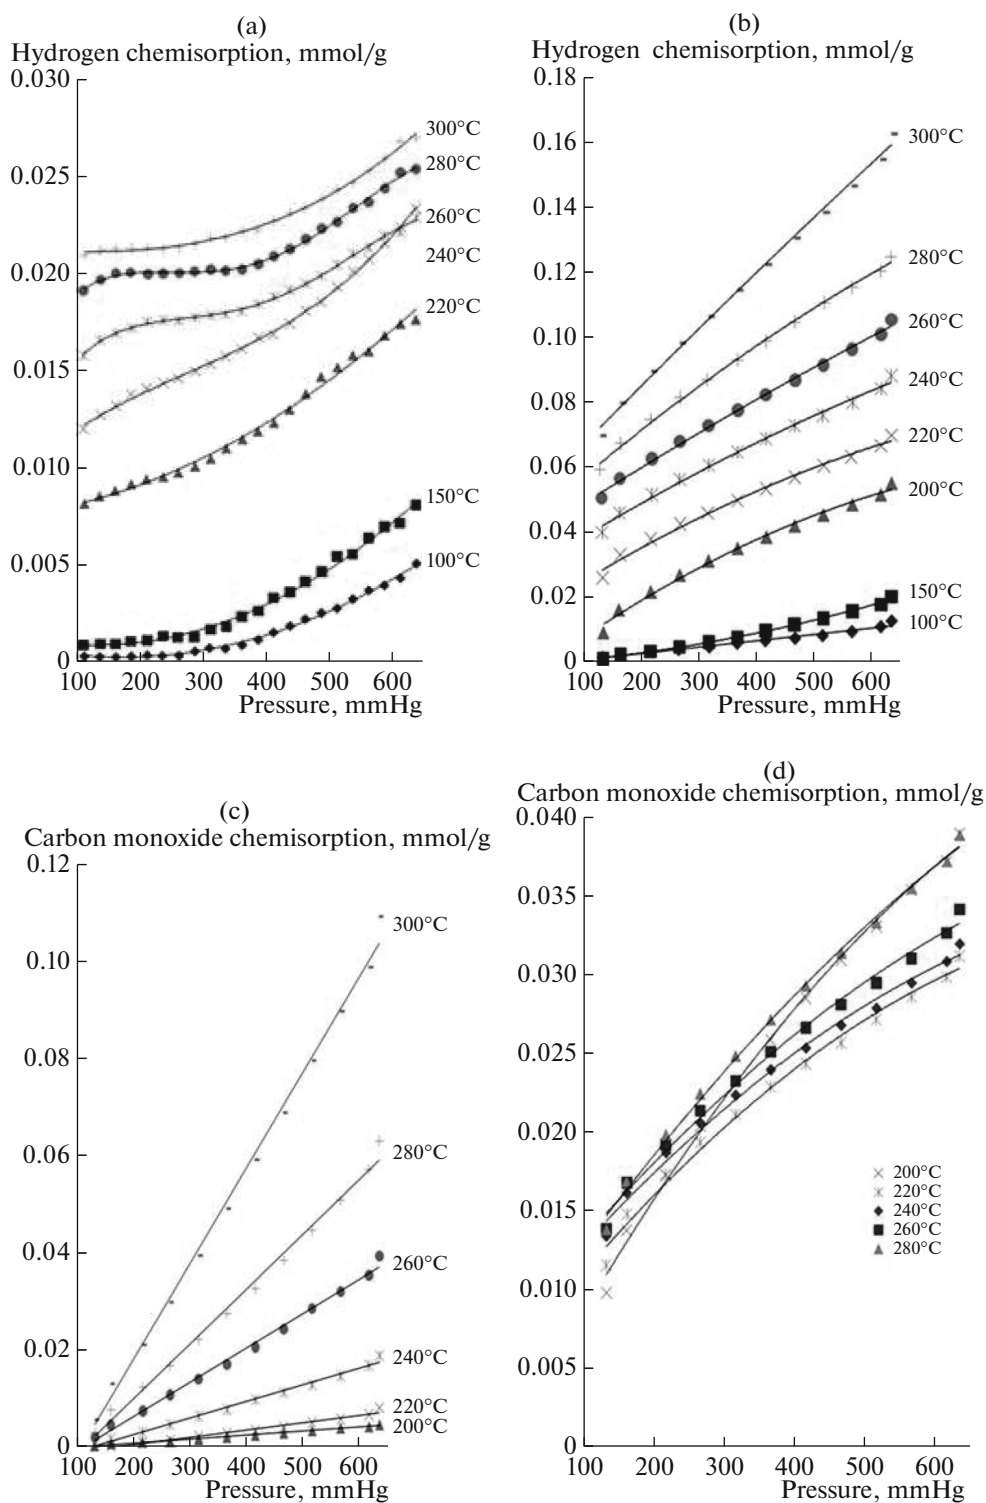 (a)
Hydrogen chemisorption, mmol/g
0.030
0.025
0.020
0.015
0.010
0.005
0
100 200 300 400 500 600
Pressure, mmHg
300°C
280°C
260°C
240°C
220°C
150°C
100°C
(b)
Hydrogen chemisorption, mmol/g
0.18
0.16
0.14
0.12
0.10
0.08
0.06
0.04
0.02
0
100 200 300 400 500 600
Pressure, mmHg
300°C
280°C
260°C
240°C
220°C
200°C
150°C
100°C
(c)
Carbon monoxide chemisorption, mmol/g
0.12
0.10
0.08
0.06
0.04
0.02
0
100 200 300 400 500 600
Pressure, mmHg
300°C
280°C
260°C
240°C
220°C
200°C
(d)
Carbon monoxide chemisorption, mmol/g
0.040
0.035
0.030
0.025
0.020
0.015
0.010
0.005
0
100 200 300 400 500 600
Pressure, mmHg
200°C
220°C
240°C
260°C
280°C